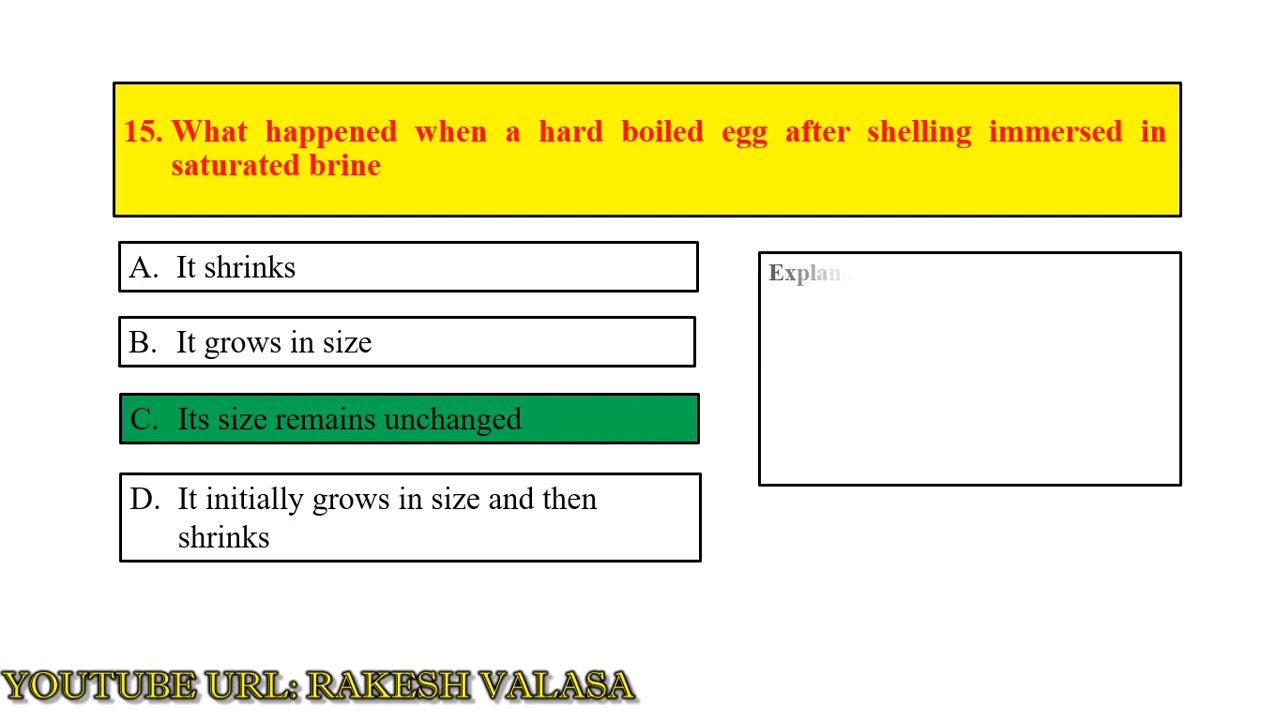 15. What happened when a hard boiled egg after shelling immersed in
saturated brine
A. It shrinks
B. It grows in size
C. Its size remains unchanged
D. It initially grows in size and then
shrinks
Explana
YOUTUBE URL: RAKESH VALASA